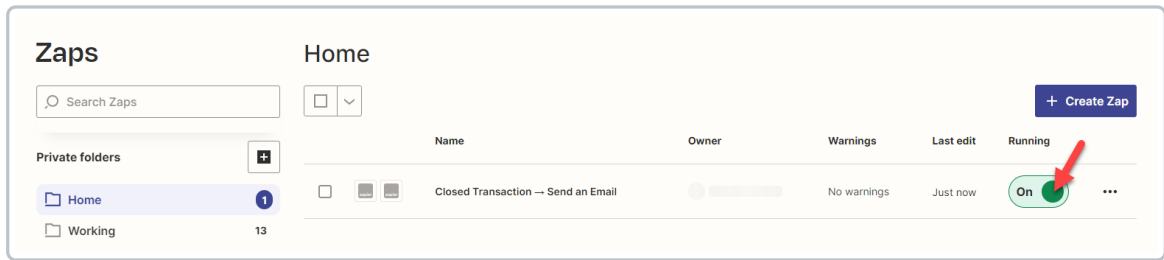 Zaps
Search Zaps
Private folders
Home 1
Working 13
Home
+ Create Zap
Name Owner Warnings Last edit Running
Closed Transaction → Send an Email No warnings Just now On ...